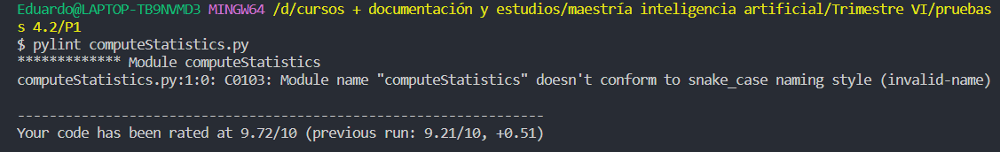 Eduardo@LAPTOP-TB9NVMD3 MINGW64 /d/cursos + documentación y estudios/maestría inteligencia artificial/Trimestre VI/prueba
s 4.2/P1
$ pylint computeStatistics.py
************* Module computeStatistics
computeStatistics.py:1:0: C0103: Module name "computeStatistics" doesn't conform to snake_case naming style (invalid-name)
------------------------------------------------------------------
Your code has been rated at 9.72/10 (previous run: 9.21/10, +0.51)